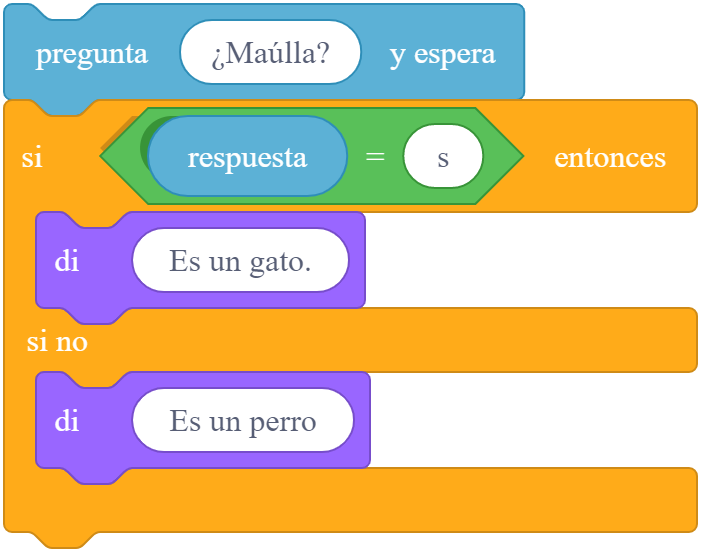 pregunta ¿Maúlla? y espera
si respuesta = s entonces
di Es un gato.
si no
di Es un perro